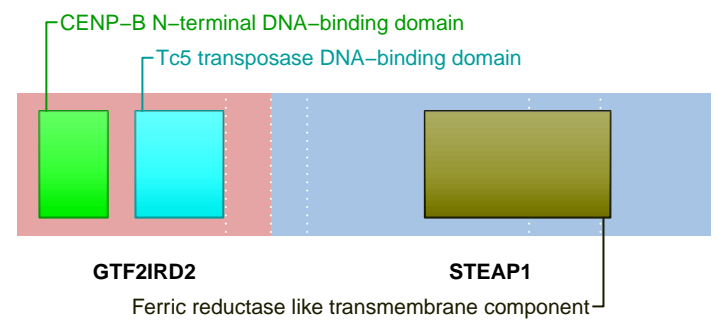 CENP−B N−terminal DNA−binding domain
Tc5 transposase DNA−binding domain
GTF2IRD2
STEAP1
Ferric reductase like transmembrane component